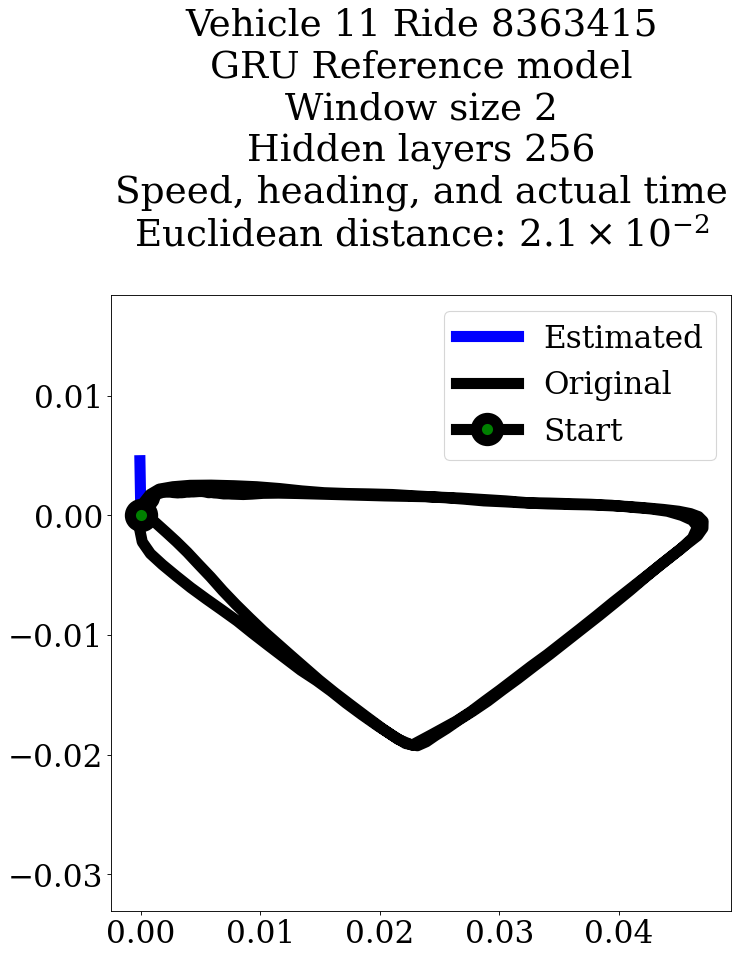 Vehicle 11 Ride 8363415
GRU Reference model
Window size 2
Hidden layers 256
Speed, heading, and actual time
Euclidean distance: 2.1 × 10⁻²
Estimated
Original
Start
0.01
0.00
−0.01
−0.02
−0.03
0.00 0.01 0.02 0.03 0.04